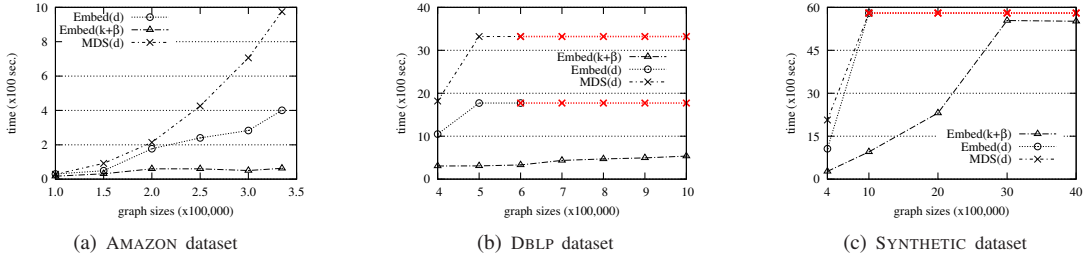 10
8
6
4
2
0
time (x100 sec.)
Embed(d)
Embed(k+β)
MDS(d)
1.0 1.5 2.0 2.5 3.0 3.5
graph sizes (x100,000)
(a) AMAZON dataset
40
30
20
10
0
time (x100 sec.)
Embed(k+β)
Embed(d)
MDS(d)
4 5 6 7 8 9 10
graph sizes (x100,000)
(b) DBLP dataset
60
45
30
15
0
time (x100 sec.)
Embed(k+β)
Embed(d)
MDS(d)
4 10 20 30 40
graph sizes (x100,000)
(c) SYNTHETIC dataset